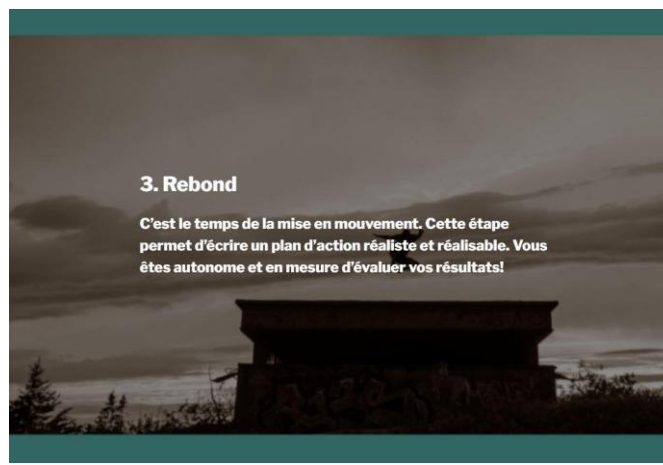 3. Rebond
C’est le temps de la mise en mouvement. Cette étape
permet d’écrire un plan d’action réaliste et réalisable. Vous
êtes autonome et en mesure d’évaluer vos résultats!